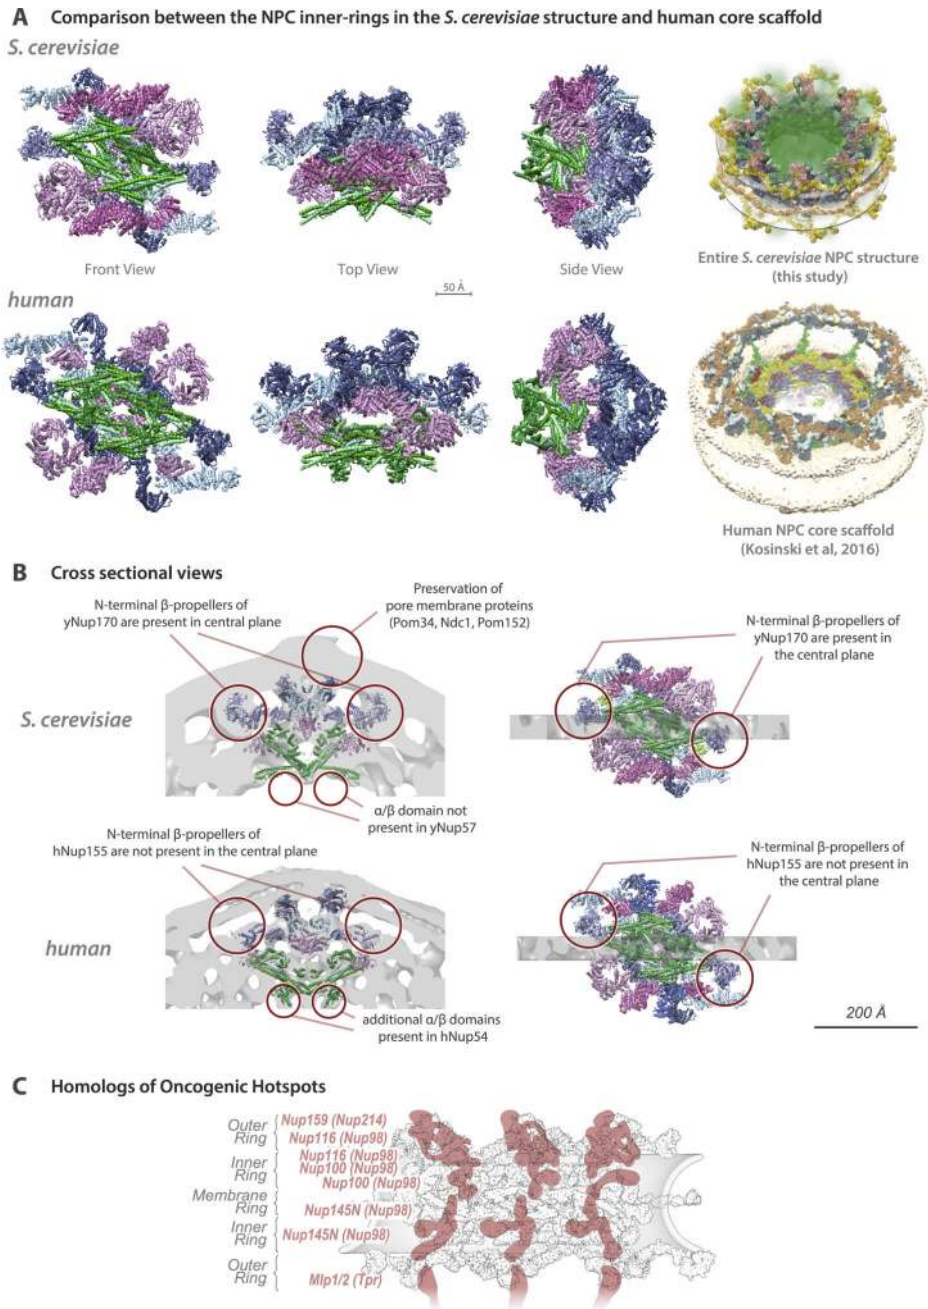 A Comparison between the NPC inner-rings in the S. cerevisiae structure and human core scaffold
S. cerevisiae
Front View
Top View
Side View
50 Å
Entire S. cerevisiae NPC structure
(this study)
human
Human NPC core scaffold
(Kosinski et al, 2016)
B Cross sectional views
N-terminal β-propellers of
yNup170 are present in central plane
Preservation of
pore membrane proteins
(Pom34, Ndc1, Pom152)
N-terminal β-propellers of
yNup170 are present in
the central plane
S. cerevisiae
α/β domain not
present in yNup57
N-terminal β-propellers of
hNup155 are not present in the central plane
N-terminal β-propellers of
hNup155 are not present in
the central plane
human
additional α/β domains
present in hNup54
200 Å
C Homologs of Oncogenic Hotspots
Outer
Ring
Nup159 (Nup214)
Nup116 (Nup98)
Inner
Ring
Nup116 (Nup98)
Nup100 (Nup98)
Nup100 (Nup98)
Membrane
Ring
Nup145N (Nup98)
Inner
Ring
Nup145N (Nup98)
Outer
Ring
Mlp1/2 (Tpr)